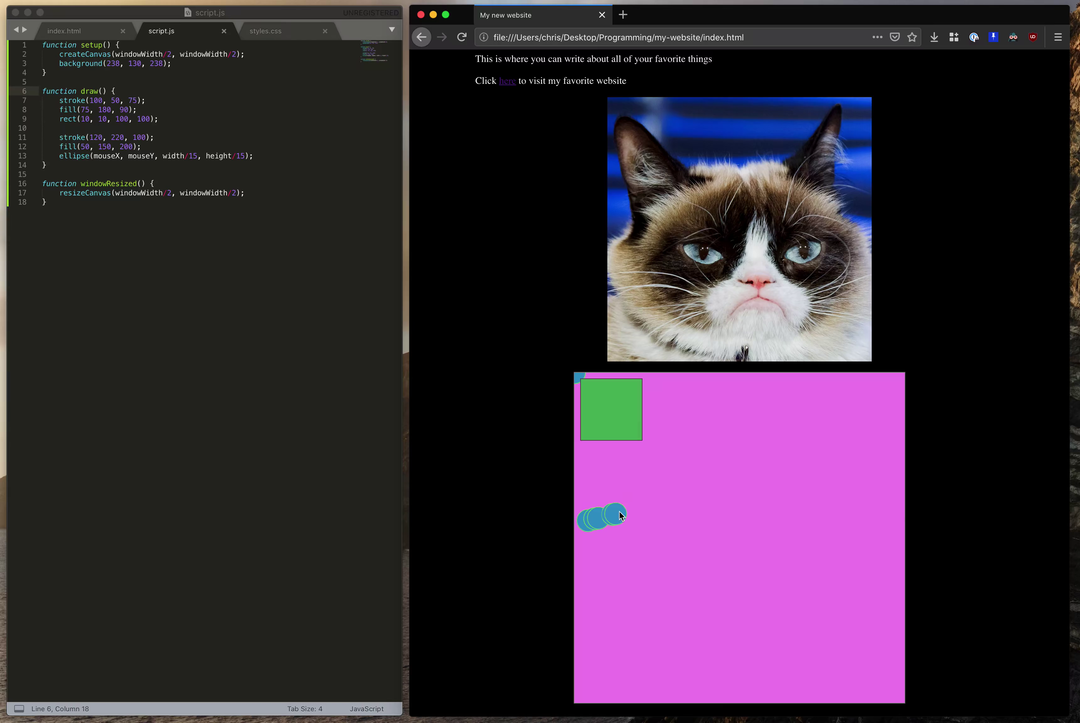 script.js
UNREGISTERED
index.html
script.js
styles.css
1 function setup() {
2 createCanvas(windowWidth/2, windowWidth/2);
3 background(238, 130, 238);
4 }
5
6 function draw() {
7 stroke(100, 50, 75);
8 fill(75, 180, 90);
9 rect(10, 10, 100, 100);
10
11 stroke(120, 220, 100);
12 fill(50, 150, 200);
13 ellipse(mouseX, mouseY, width/15, height/15);
14 }
15
16 function windowResized() {
17 resizeCanvas(windowWidth/2, windowWidth/2);
18 }
Line 6, Column 18
Tab Size: 4
JavaScript
My new website
file:///Users/chris/Desktop/Programming/my-website/index.html
This is where you can write about all of your favorite things
Click here to visit my favorite website